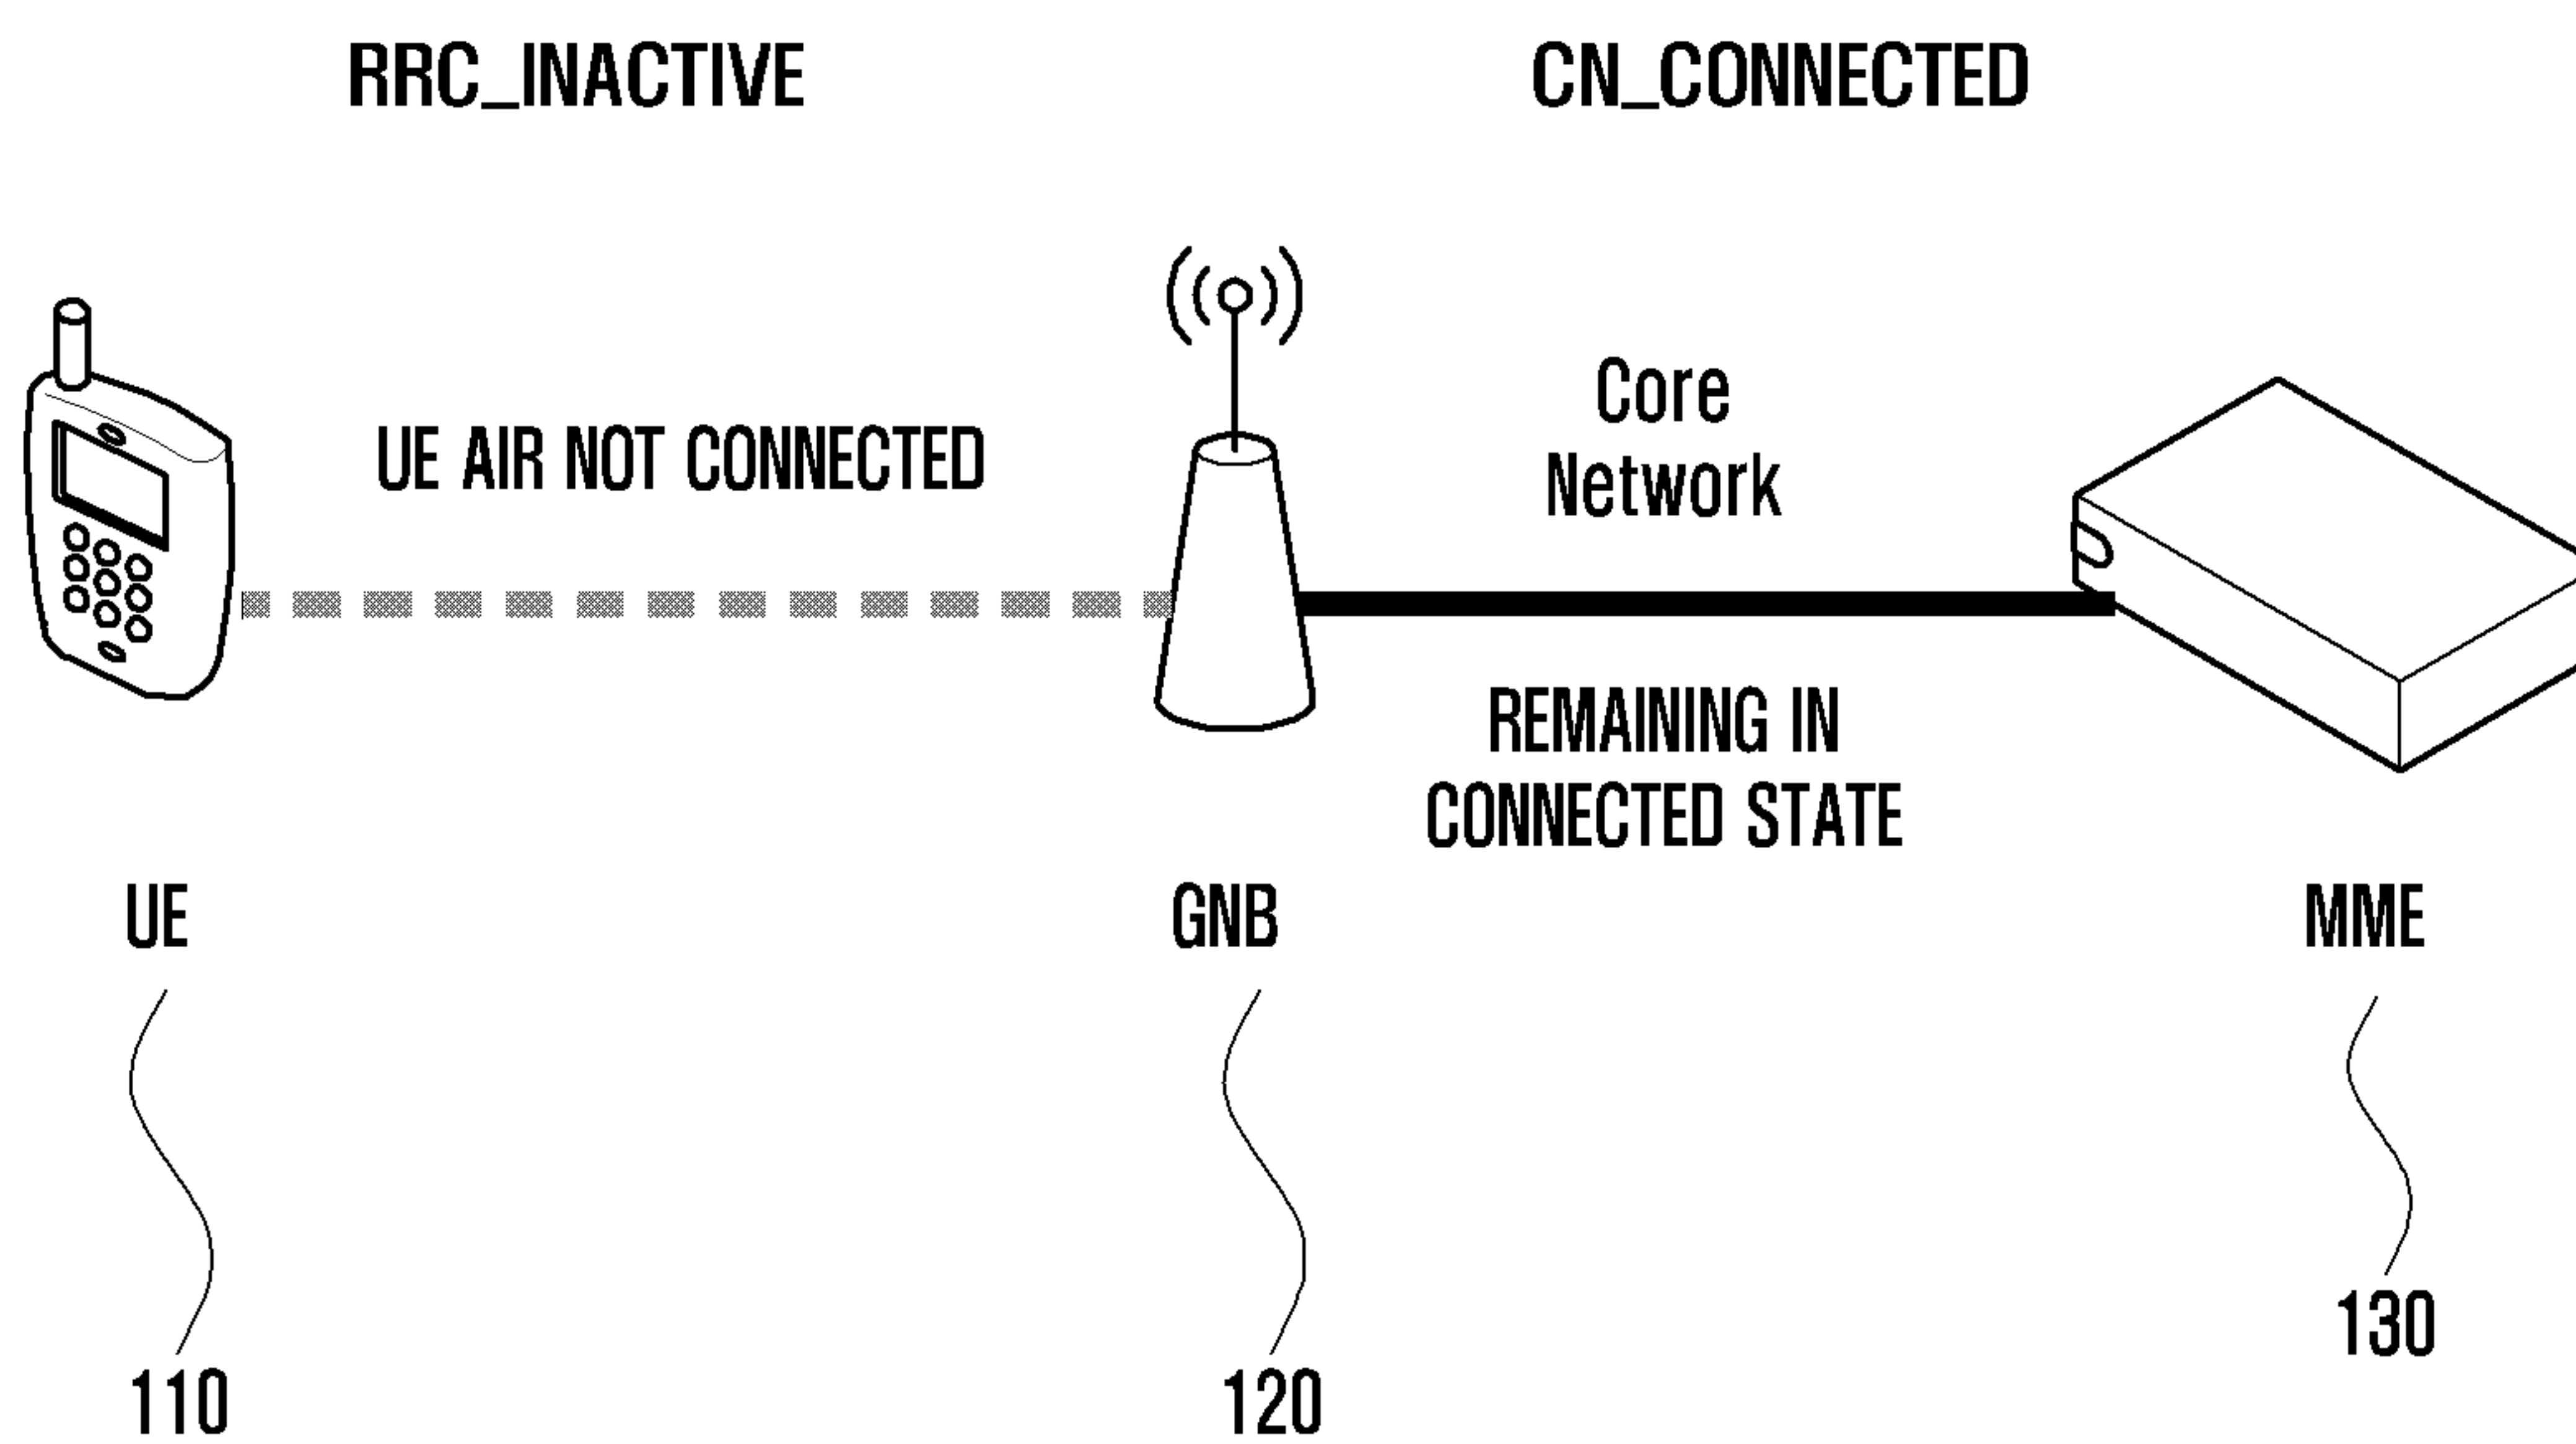 RRC_INACTIVE
CN_CONNECTED
UE AIR NOT CONNECTED
Core
Network
REMAINING IN
CONNECTED STATE
UE
GNB
MME
110
120
130